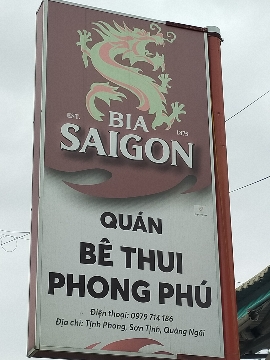 BIA
EST. 1875
SAIGON
QUÁN
BÊ THUI
PHONG PHÚ
Điện thoại: 0979 714 186
Địa chỉ: Tịnh Phong, Sơn Tịnh, Quảng Ngãi